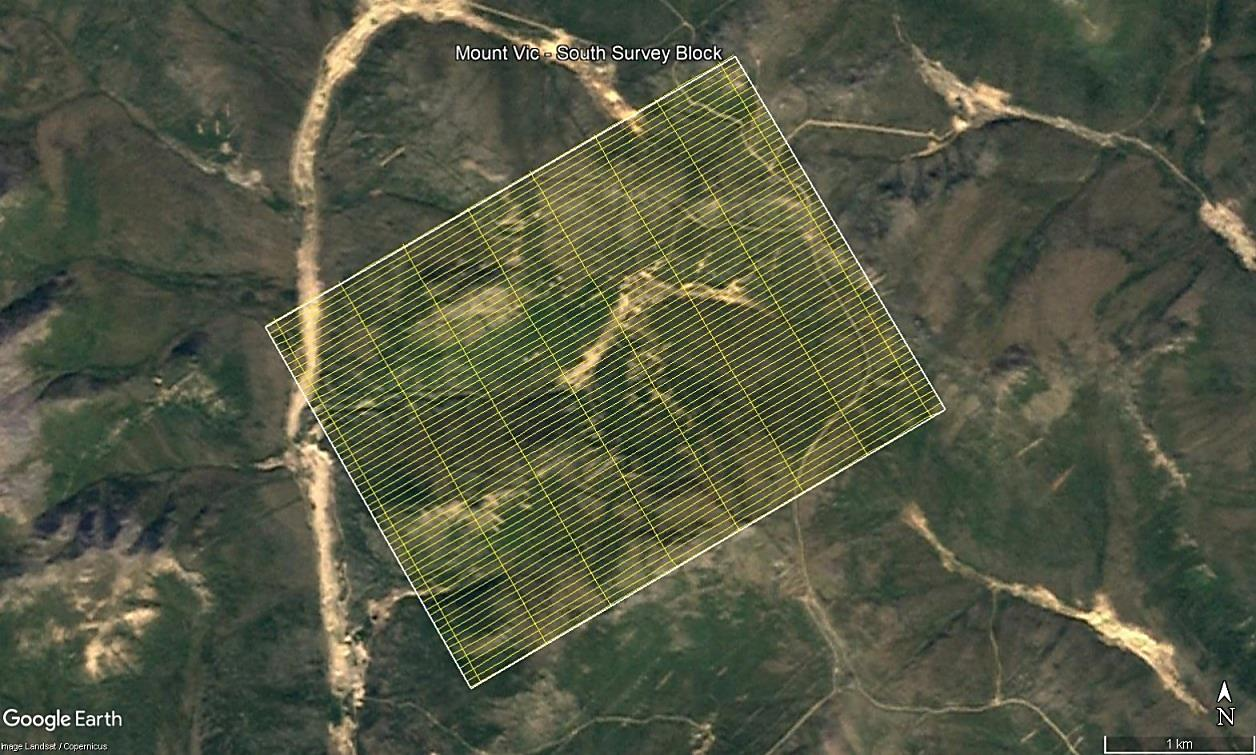 Mount Vic - South Survey Block
Google Earth
Image Landsat / Copernicus
N
1 km